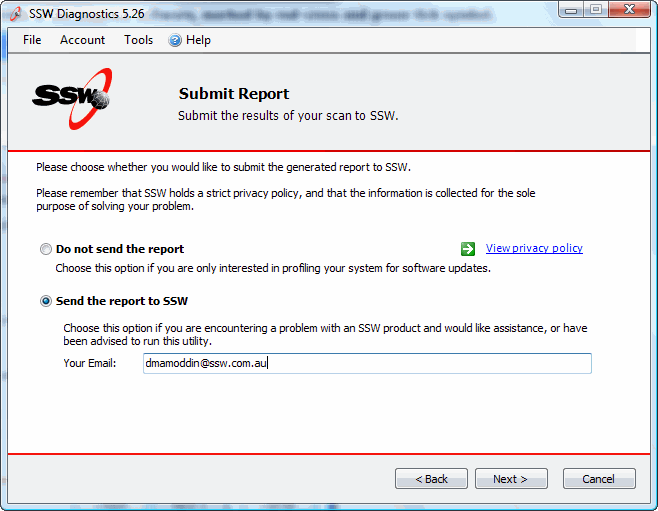 SSW Diagnostics 5.26
File Account Tools Help
SSW
Submit Report
Submit the results of your scan to SSW.
Please choose whether you would like to submit the generated report to SSW.
Please remember that SSW holds a strict privacy policy, and that the information is collected for the sole
purpose of solving your problem.
Do not send the report
View privacy policy
Choose this option if you are only interested in profiling your system for software updates.
Send the report to SSW
Choose this option if you are encountering a problem with an SSW product and would like assistance, or have
been advised to run this utility.
Your Email: dmamoddin@ssw.com.au
< Back Next > Cancel